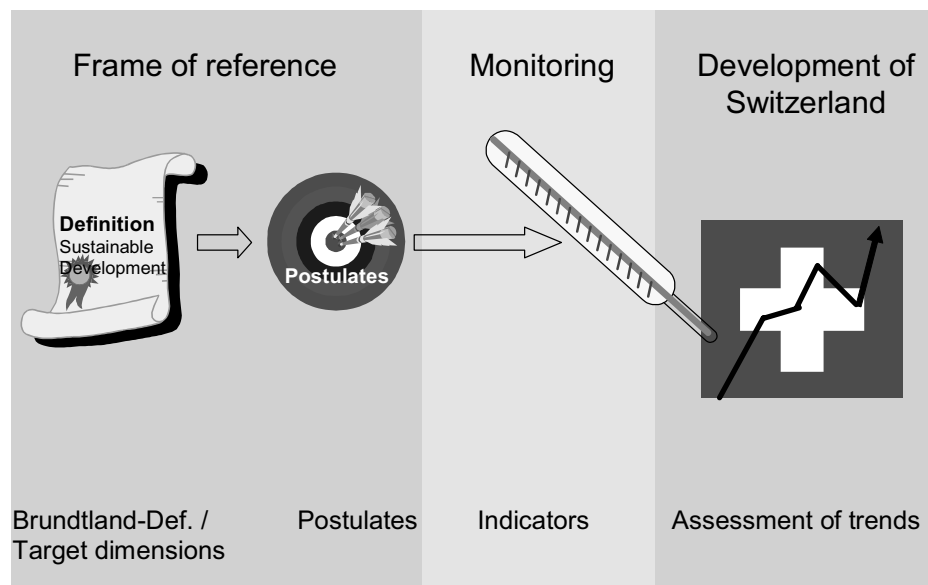 Frame of reference
Monitoring
Development of
Switzerland
Definition
Sustainable
Development
Postulates
Brundtland-Def. /
Target dimensions
Postulates
Indicators
Assessment of trends